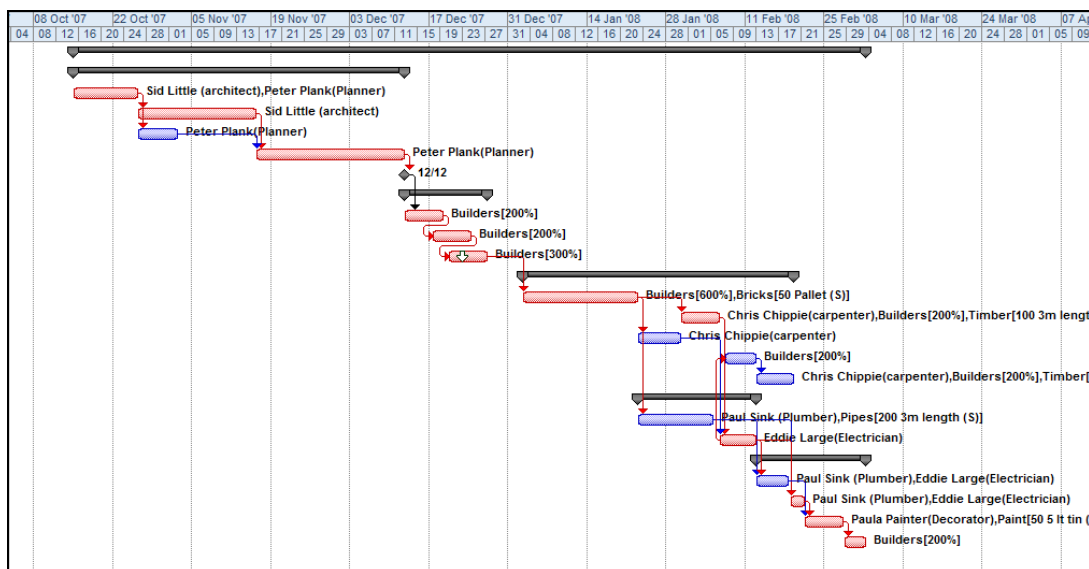 08 Oct '07 22 Oct '07 05 Nov '07 19 Nov '07 03 Dec '07 17 Dec '07 31 Dec '07 14 Jan '08 28 Jan '08 11 Feb '08 25 Feb '08 10 Mar '08 24 Mar '08 07 Ap
04 08 12 16 20 24 28 01 05 09 13 17 21 25 29 03 07 11 15 19 23 27 31 04 08 12 16 20 24 28 01 05 09 13 17 21 25 29 04 08 12 16 20 24 28 01 05 09
Sid Little (architect),Peter Plank(Planner)
Sid Little (architect)
Peter Plank(Planner)
Peter Plank(Planner)
12/12
Builders[200%]
Builders[200%]
Builders[300%]
Builders[600%],Bricks[50 Pallet (S)]
Chris Chippie(carpenter),Builders[200%],Timber[100 3m lengt
Chris Chippie(carpenter)
Builders[200%]
Chris Chippie(carpenter),Builders[200%],Timber[
Paul Sink (Plumber),Pipes[200 3m length (S)]
Eddie Large(Electrician)
Paul Sink (Plumber),Eddie Large(Electrician)
Paul Sink (Plumber),Eddie Large(Electrician)
Paula Painter(Decorator),Paint[50 5 lt tin (
Builders[200%]